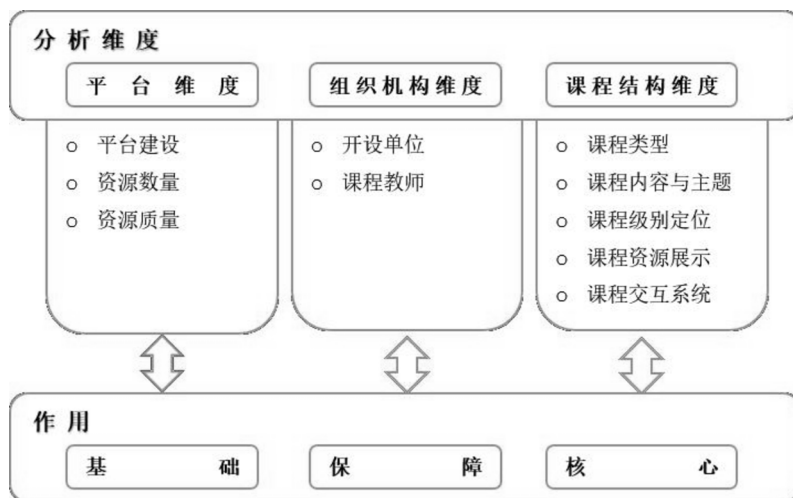 分析维度
平台维度 组织机构维度 课程结构维度
平台建设
资源数量
资源质量
开设单位
课程教师
课程类型
课程内容与主题
课程级别定位
课程资源展示
课程交互系统
作用
基础 保障 核心